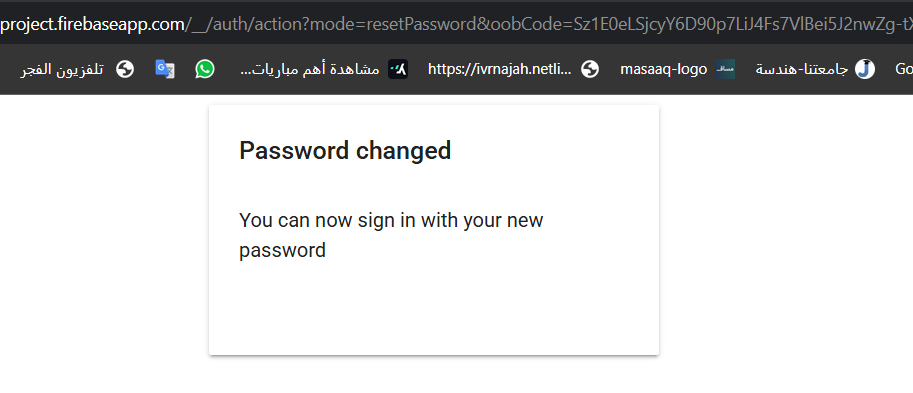 project.firebaseapp.com/__/auth/action?mode=resetPassword&oobCode=Sz1E0eLSjcyY6D90p7LiJ4Fs7VlBei5J2nwZg-tX
تلفزيون الفجر
مشاهدة أهم مباريات...
https://ivrnajah.netli...
masaaq-logo
جامعتنا-هندسة
Go
Password changed
You can now sign in with your new
password